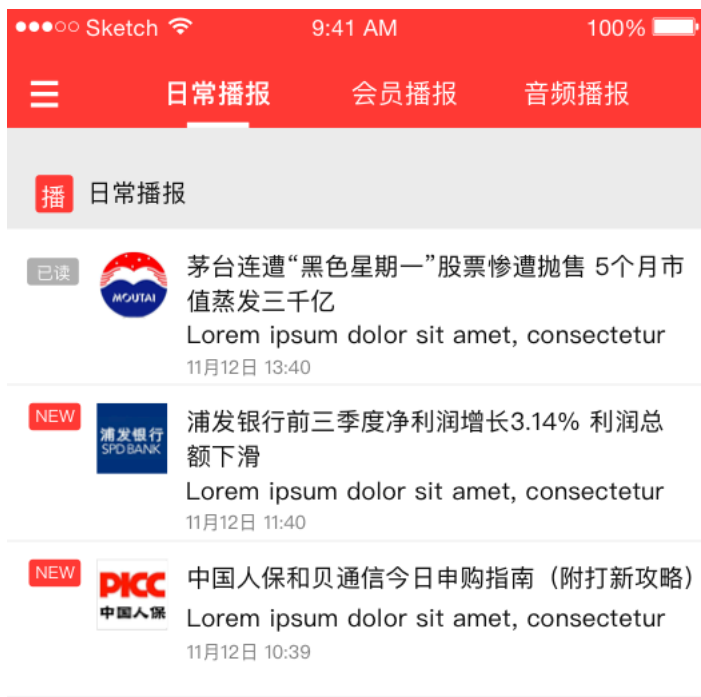 Sketch 9:41 AM 100%
日常播报 会员播报 音频播报
播 日常播报
已读 MOUTAI 茅台连遭“黑色星期一”股票惨遭抛售 5个月市
值蒸发三千亿
Lorem ipsum dolor sit amet, consectetur
11月12日 13:40
NEW 浦发银行 浦发银行前三季度净利润增长3.14% 利润总
SPD BANK 额下滑
Lorem ipsum dolor sit amet, consectetur
11月12日 11:40
NEW PICC 中国人保和贝通信今日申购指南（附打新攻略）
中国人保 Lorem ipsum dolor sit amet, consectetur
11月12日 10:39